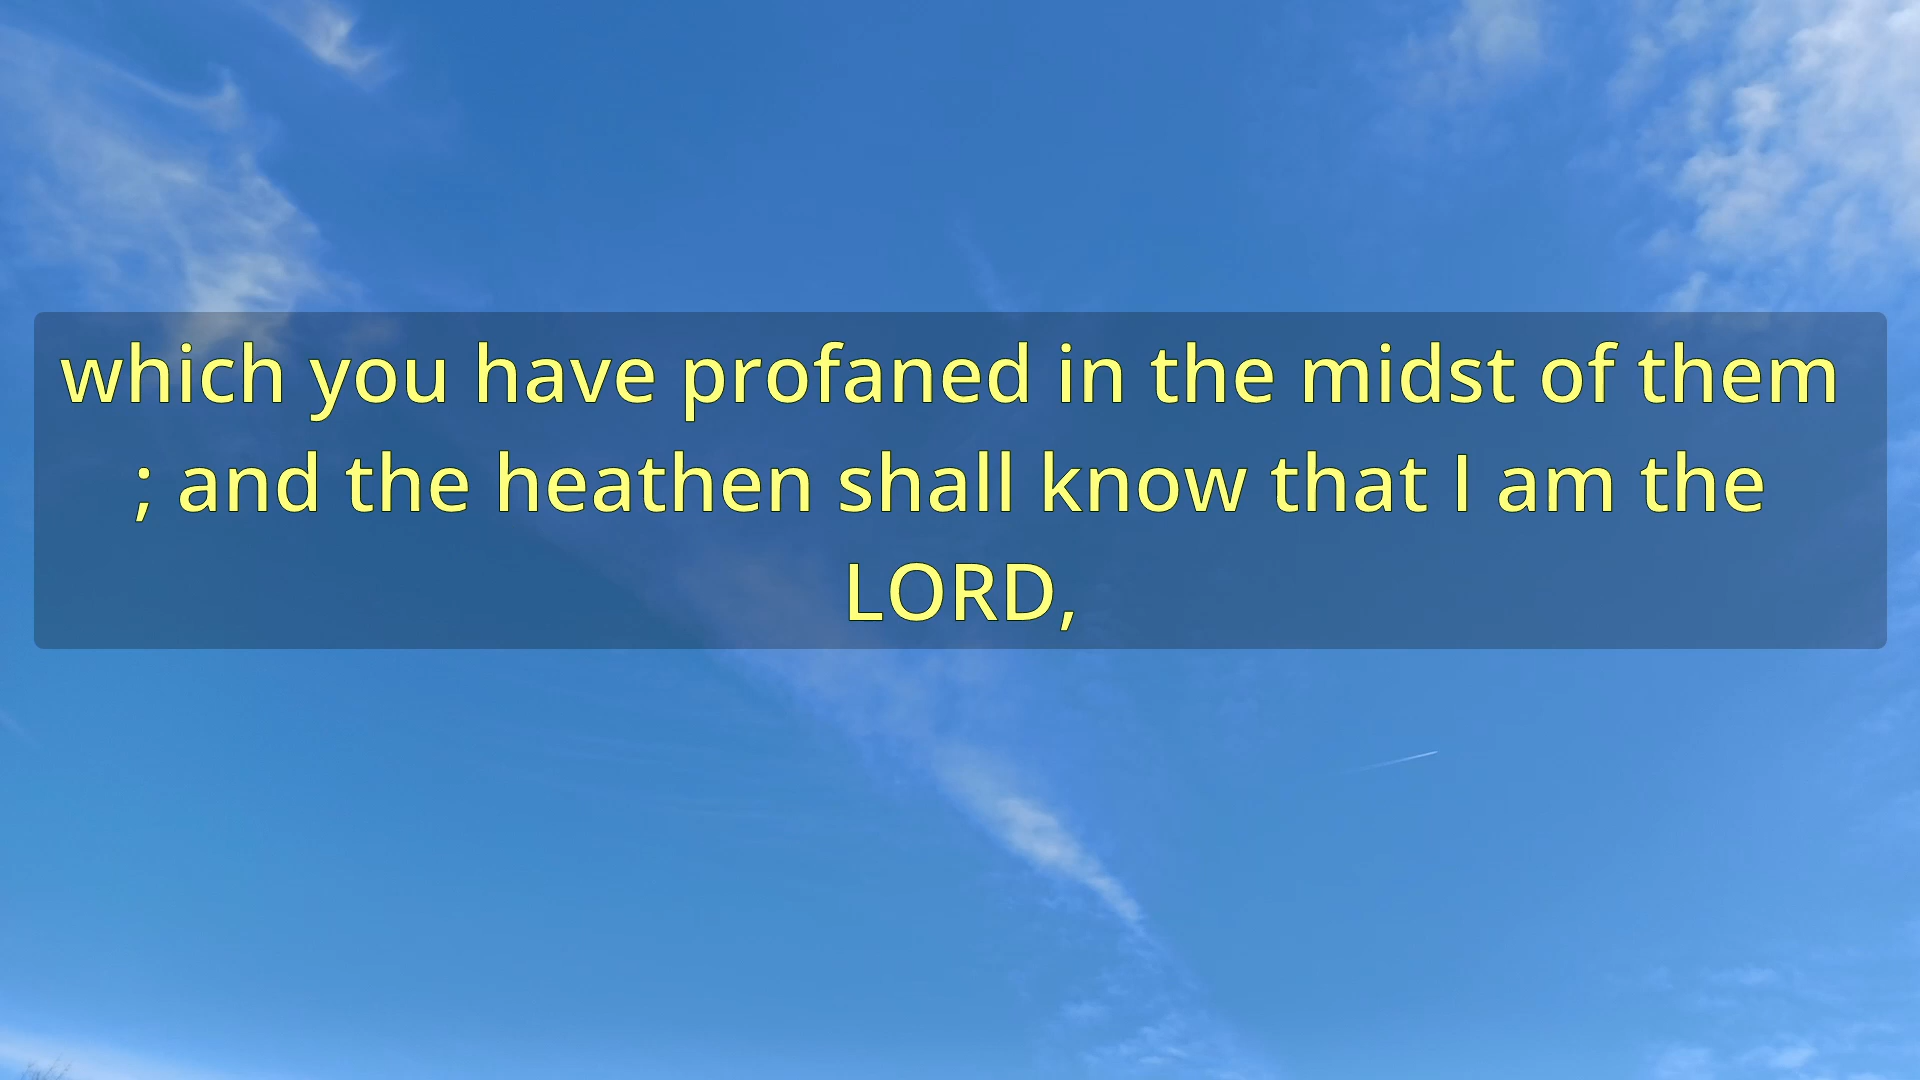 which you have profaned in the midst of them
; and the heathen shall know that I am the
LORD,